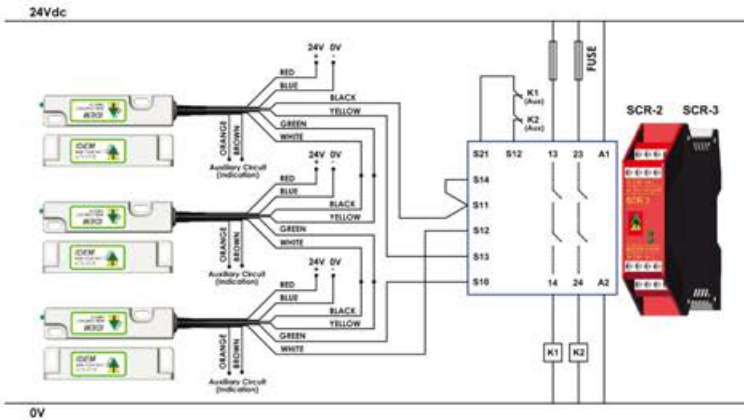 24Vdc
24V 0V
RED
BLUE
BLACK
YELLOW
GREEN
WHITE
ORANGE
BROWN
Auxiliary Circuit
(Indication)
IDEM
24V 0V
RED
BLUE
BLACK
YELLOW
GREEN
WHITE
ORANGE
BROWN
Auxiliary Circuit
(Indication)
IDEM
24V 0V
RED
BLUE
BLACK
YELLOW
GREEN
WHITE
ORANGE
BROWN
Auxiliary Circuit
(Indication)
IDEM
K1
(Aux)
K2
(Aux)
FUSE
S21 S12 13 23 A1
S14
S11
S12
S13
S10
14 24 A2
K1 K2
SCR-2 SCR-3
0V